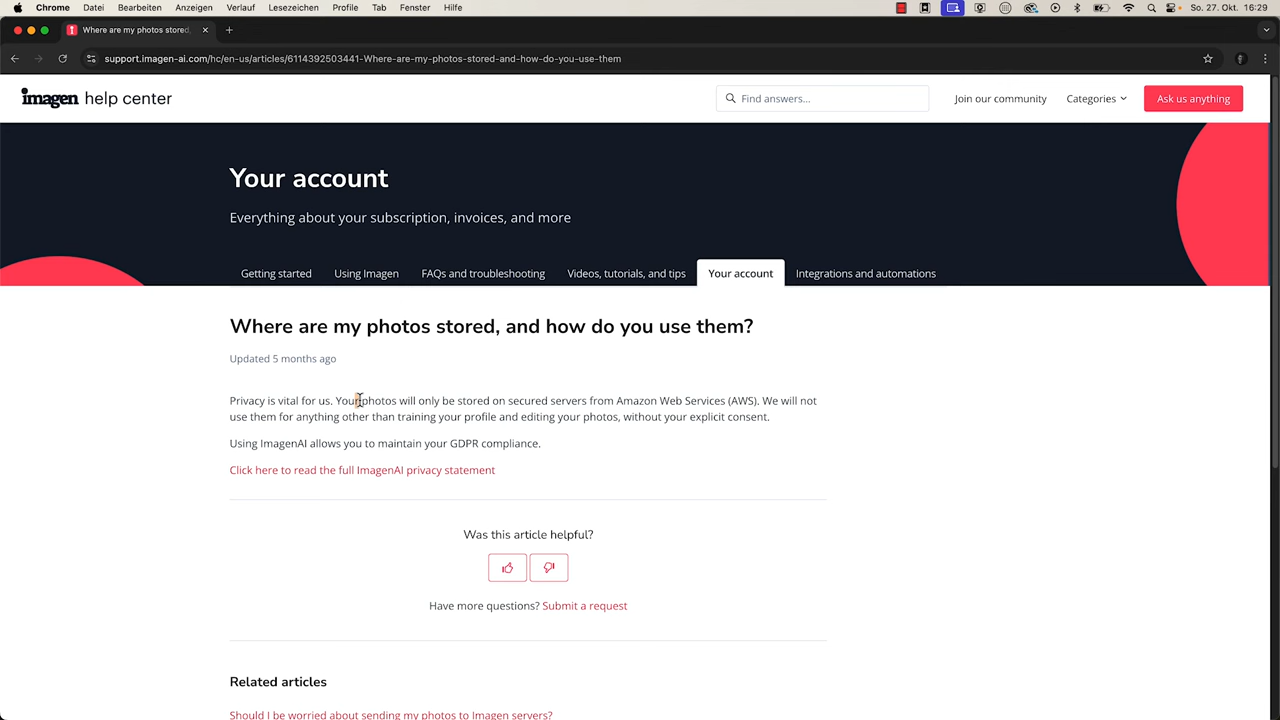 Chrome Datei Bearbeiten Anzeigen Verlauf Lesezeichen Profile Tab Fenster Hilfe So. 27. Okt. 16:29
Where are my photos stored,
support.imagen-ai.com/hc/en-us/articles/6114392503441-Where-are-my-photos-stored-and-how-do-you-use-them
imagen help center Find answers... Join our community Categories Ask us anything
Your account
Everything about your subscription, invoices, and more
Getting started Using Imagen FAQs and troubleshooting Videos, tutorials, and tips Your account Integrations and automations
Where are my photos stored, and how do you use them?
Updated 5 months ago
Privacy is vital for us. Your photos will only be stored on secured servers from Amazon Web Services (AWS). We will not
use them for anything other than training your profile and editing your photos, without your explicit consent.
Using ImagenAI allows you to maintain your GDPR compliance.
Click here to read the full ImagenAI privacy statement
Was this article helpful?
Have more questions? Submit a request
Related articles
Should I be worried about sending my photos to Imagen servers?